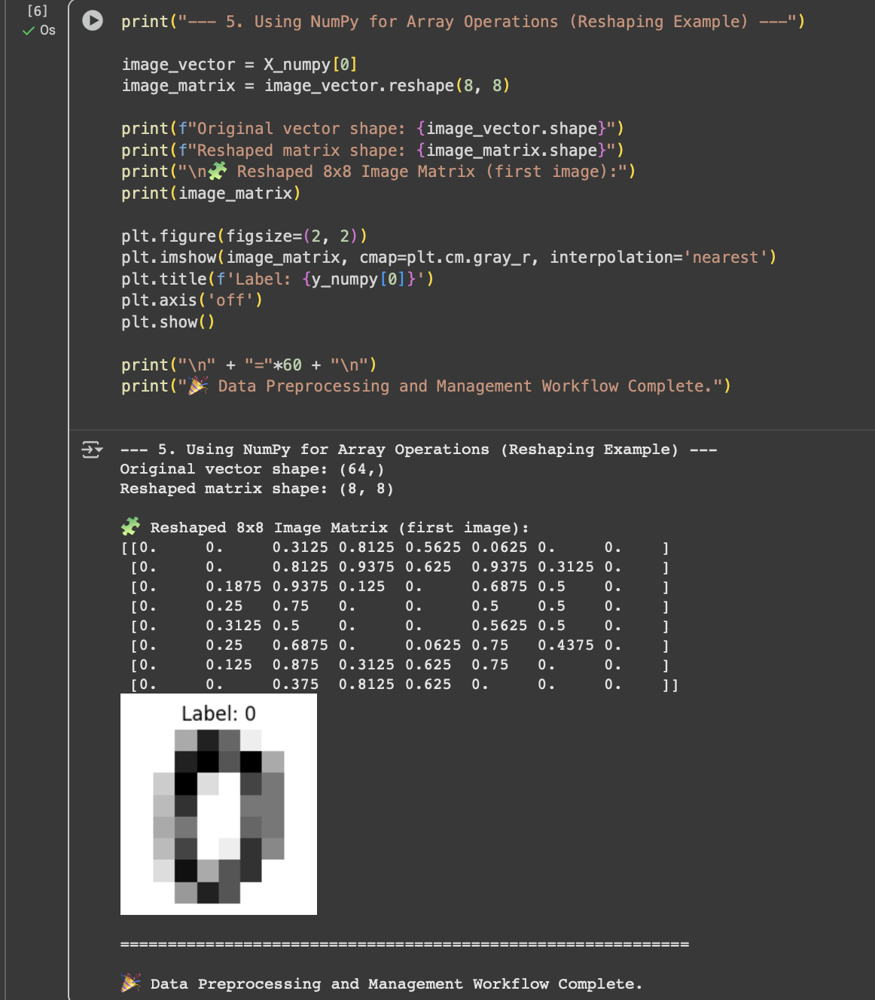 [6]
✓ 0s
print("--- 5. Using NumPy for Array Operations (Reshaping Example) ---")
image_vector = X_numpy[0]
image_matrix = image_vector.reshape(8, 8)
print(f"Original vector shape: {image_vector.shape}")
print(f"Reshaped matrix shape: {image_matrix.shape}")
print("\n🧩 Reshaped 8x8 Image Matrix (first image):")
print(image_matrix)
plt.figure(figsize=(2, 2))
plt.imshow(image_matrix, cmap=plt.cm.gray_r, interpolation='nearest')
plt.title(f'Label: {y_numpy[0]}')
plt.axis('off')
plt.show()
print("\n" + "="*60 + "\n")
print("🎉 Data Preprocessing and Management Workflow Complete.")
--- 5. Using NumPy for Array Operations (Reshaping Example) ---
Original vector shape: (64,)
Reshaped matrix shape: (8, 8)
🧩 Reshaped 8x8 Image Matrix (first image):
[[0.     0.     0.3125 0.8125 0.5625 0.0625 0.     0.    ]
 [0.     0.     0.8125 0.9375 0.625  0.9375 0.3125 0.    ]
 [0.     0.1875 0.9375 0.125  0.     0.6875 0.5    0.    ]
 [0.     0.25   0.75   0.     0.     0.5    0.5    0.    ]
 [0.     0.3125 0.5    0.     0.     0.5625 0.5    0.    ]
 [0.     0.25   0.6875 0.     0.0625 0.75   0.4375 0.    ]
 [0.     0.125  0.875  0.3125 0.625  0.75   0.     0.    ]
 [0.     0.     0.375  0.8125 0.625  0.     0.     0.    ]]
Label: 0
============================================================
🎉 Data Preprocessing and Management Workflow Complete.